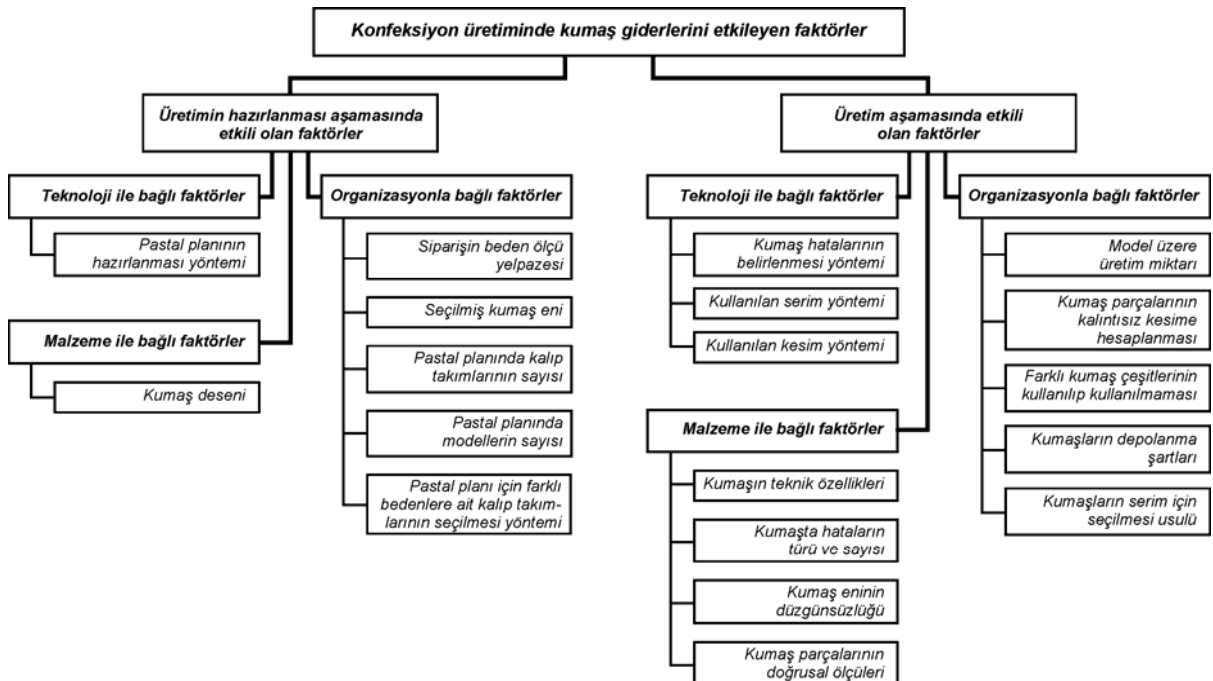 Konfeksiyon üretiminde kumaş giderlerini etkileyen faktörler
Üretimin hazırlanması aşamasında
etkili olan faktörler
Teknoloji ile bağlı faktörler
Pastal planının
hazırlanması yöntemi
Malzeme ile bağlı faktörler
Kumaş deseni
Organizasyonla bağlı faktörler
Siparişin beden ölçü
yelpazesi
Seçilmiş kumaş eni
Pastal planında kalıp
takımlarının sayısı
Pastal planında
modellerin sayısı
Pastal planı için farklı
bedenlere ait kalıp takım-
larının seçilmesi yöntemi
Üretim aşamasında etkili
olan faktörler
Teknoloji ile bağlı faktörler
Kumaş hatalarının
belirlenmesi yöntemi
Kullanılan serim yöntemi
Kullanılan kesim yöntemi
Malzeme ile bağlı faktörler
Kumaşın teknik özellikleri
Kumaşta hataların
türü ve sayısı
Kumaş eninin
düzgünsüzlüğü
Kumaş parçalarının
doğrusal ölçüleri
Organizasyonla bağlı faktörler
Model üzere
üretim miktarı
Kumaş parçalarının
kalıntısız kesime
hesaplanması
Farklı kumaş çeşitlerinin
kullanılıp kullanılmaması
Kumaşların depolanma
şartları
Kumaşların serim için
seçilmesi usulü